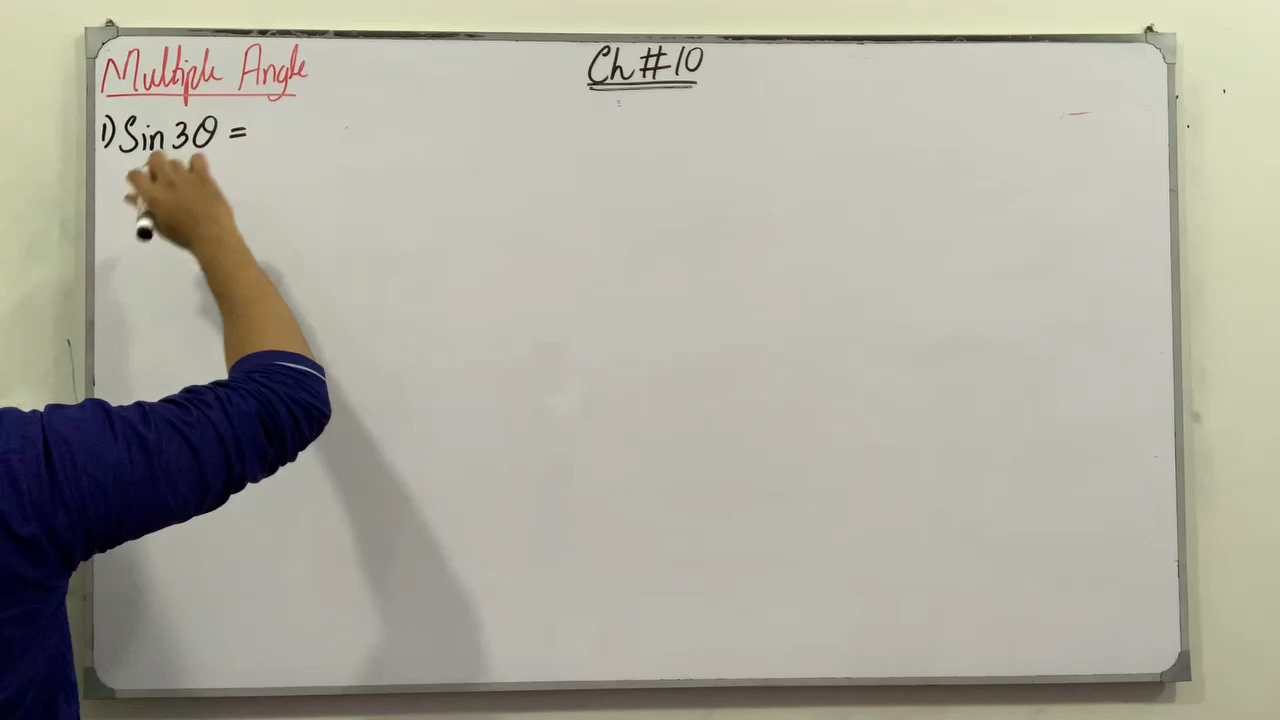 Ch#10
Multiple Angle
1) Sin 3θ =